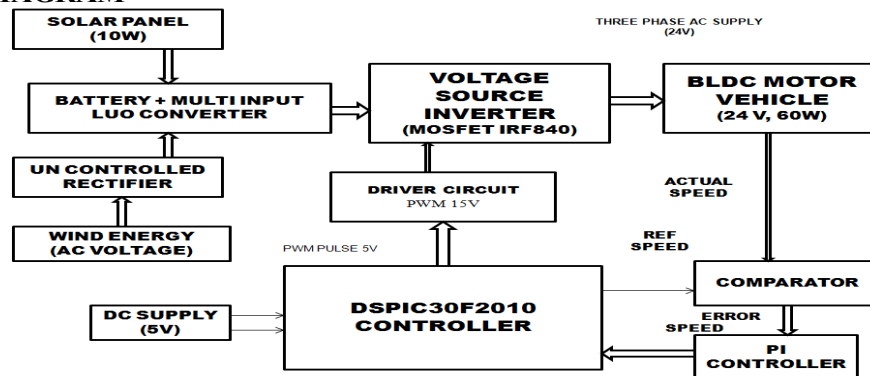 SOLAR PANEL
(10W)
THREE PHASE AC SUPPLY
(24V)
BATTERY + MULTI INPUT
LUO CONVERTER
VOLTAGE
SOURCE
INVERTER
(MOSFET IRF840)
BLDC MOTOR
VEHICLE
(24 V, 60W)
UN CONTROLLED
RECTIFIER
DRIVER CIRCUIT
PWM 15V
ACTUAL
SPEED
WIND ENERGY
(AC VOLTAGE)
PWM PULSE 5V
REF
SPEED
DC SUPPLY
(5V)
DSPIC30F2010
CONTROLLER
COMPARATOR
ERROR
SPEED
PI
CONTROLLER